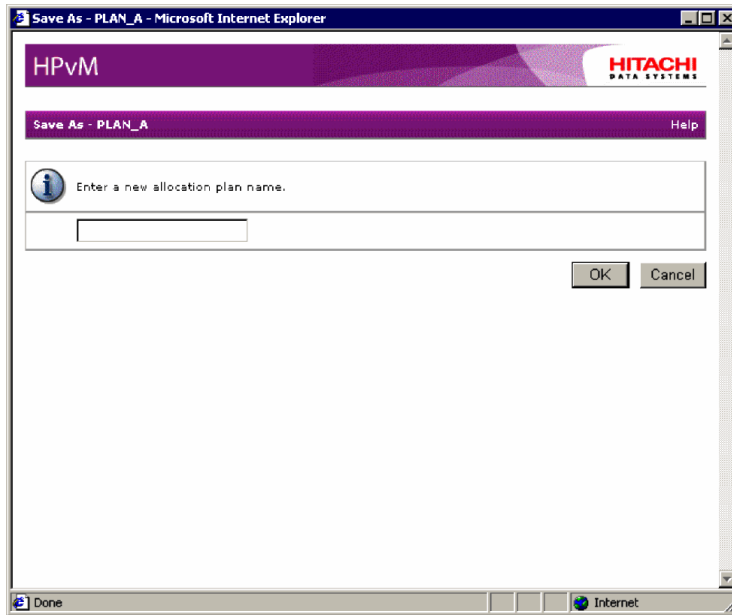 Save As - PLAN_A - Microsoft Internet Explorer
HPvM
HITACHI
DATA SYSTEMS
Save As - PLAN_A
Help
Enter a new allocation plan name.
OK
Cancel
Done
Internet